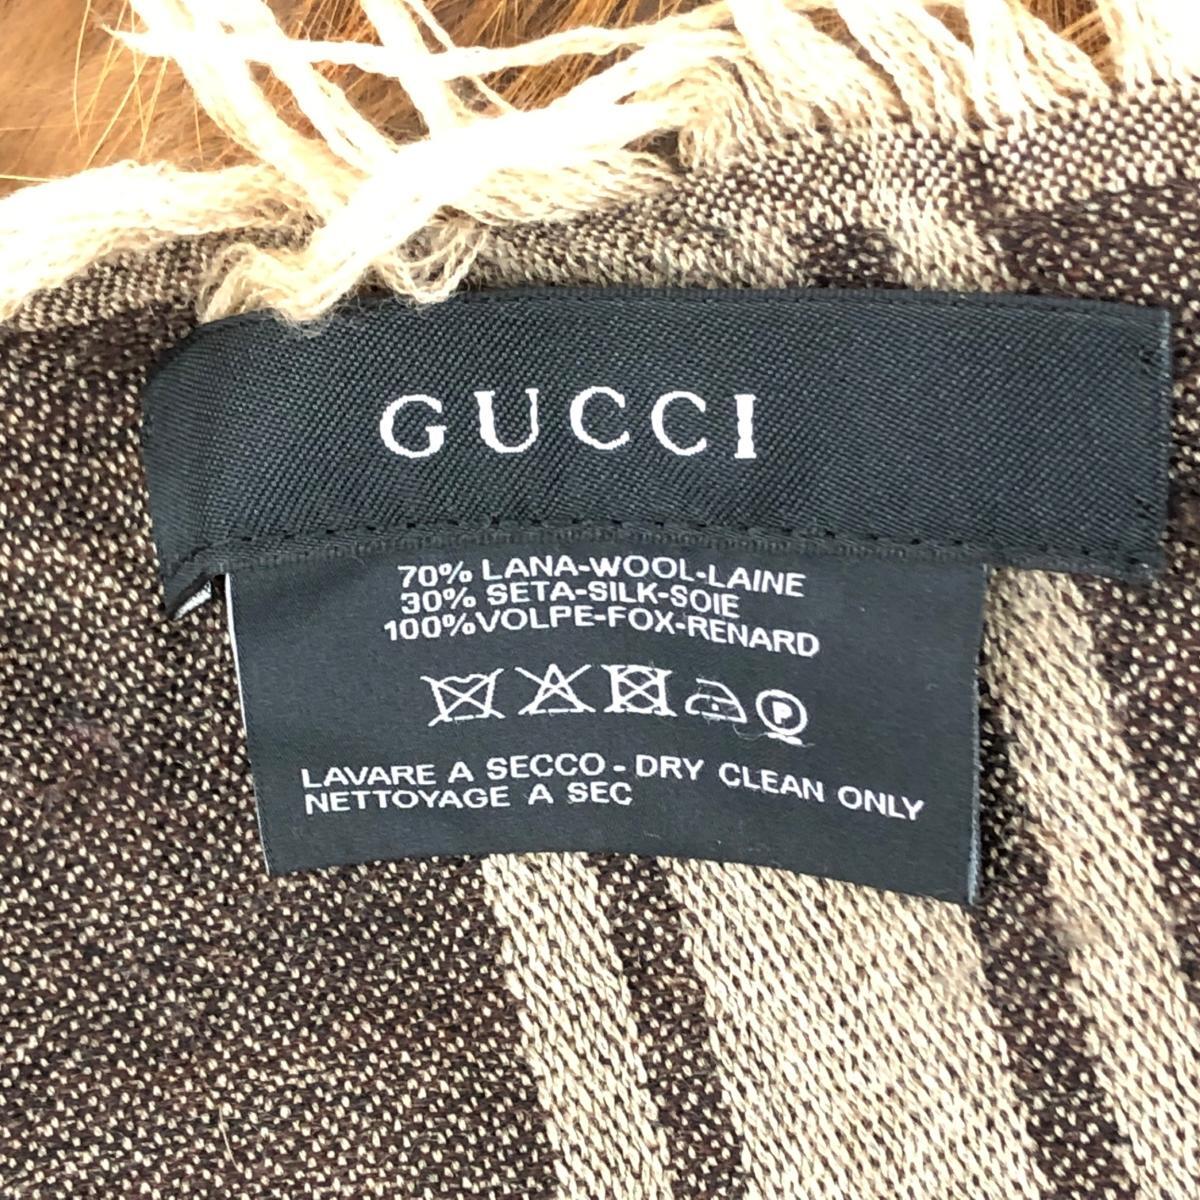 GUCCI
70% LANA-WOOL-LAINE
30% SETA-SILK-SOIE
100%VOLPE-FOX-RENARD
P
LAVARE A SECCO - DRY CLEAN ONLY
NETTOYAGE A SEC